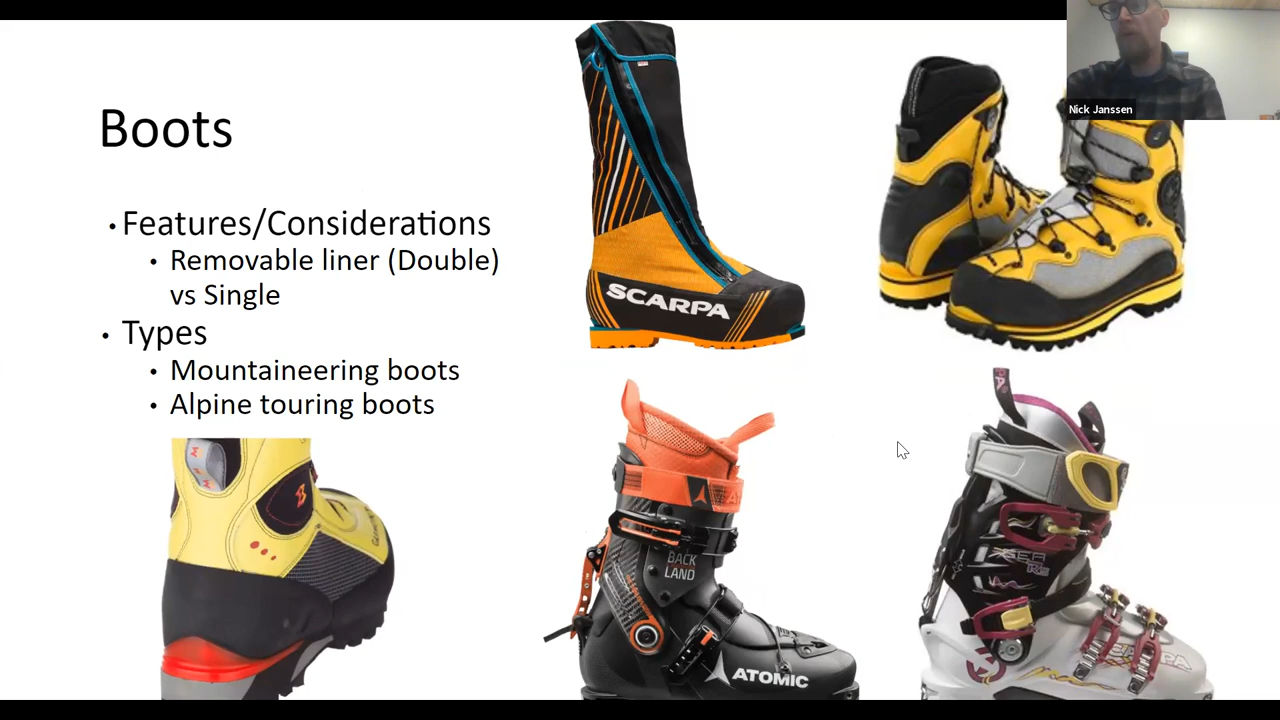 Nick Janssen
Boots
• Features/Considerations
• Removable liner (Double)
vs Single
• Types
• Mountaineering boots
• Alpine touring boots
SCARPA
BACK
LAND
ATOMIC
SCARPA